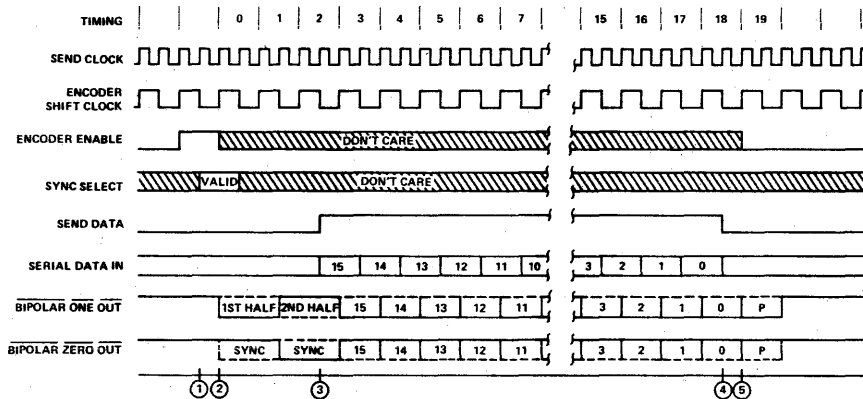 TIMING 0 1 2 3 4 5 6 7 15 16 17 18 19
SEND CLOCK
ENCODER
SHIFT CLOCK
ENCODER ENABLE DON'T CARE
SYNC SELECT VALID DON'T CARE
SEND DATA
SERIAL DATA IN 15 14 13 12 11 10 3 2 1 0
BIPOLAR ONE OUT 1ST HALF 2ND HALF 15 14 13 12 11 3 2 1 0 P
BIPOLAR ZERO OUT SYNC SYNC 15 14 13 12 11 3 2 1 0 P
1 2 3 4 5